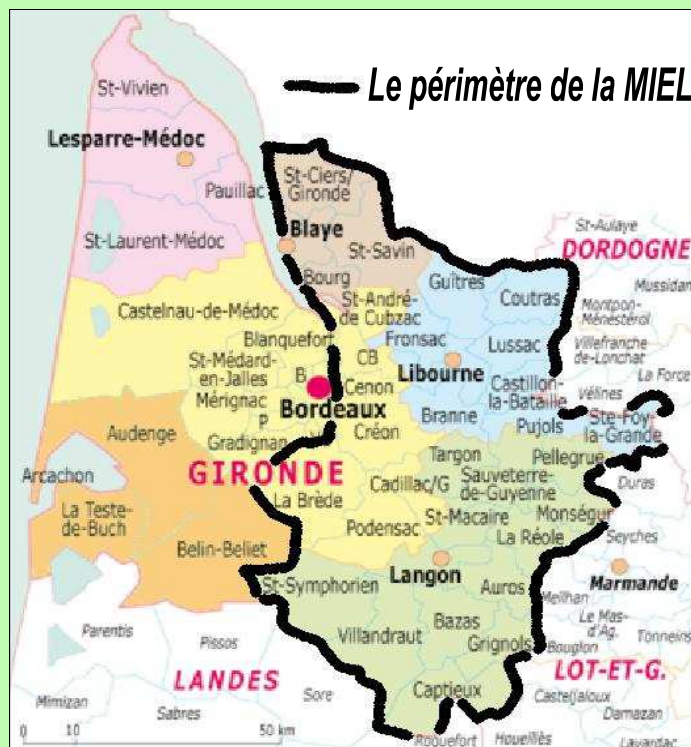 Le périmètre de la MIEL
St-Vivien
Lesparre-Médoc
Pauillac
St-Ciers/
Gironde
Blaye
St-Laurent-Médoc
St-Savin
Bourg
St-Aulaye
DORDOGNE
Mussidan
Guîtres
Coutras
Montpon-
Ménestérol
Castelnau-de-Médoc
St-André-
de Cubzac
Blanquefort
Fronsac
Lussac
Villefranche
de-Lonchat
St-Médard-
en-Jalles
CB
B
Cenon
Libourne
La Force
Mérignac
Bordeaux
Castillon-
la-Bataille
Vélines
P
Branne
Pujols
Ste-Foy-
la-Grande
Audenge
Gradignan
Créon
Targon
Pellegrue
GIRONDE
Arcachon
Cadillac/G
Sauveterre-
de-Guyenne
Duras
La Brède
La Teste-
de-Buch
Podensac
St-Macaire
Monségur
La Réole
Seyches
Belin-Beliet
Langon
St-Symphorien
Auros
Marmande
Meilhan
Le Mas-
d'Ag.
Tonneins
Parentis
Pissos
Villandraut
Bazas
Grignols
Bouglon
LANDES
LOT-ET-G.
Sore
Captieux
Casteljaloux
Mimizan
Sabres
Damazan
0 10 50 km
Roquefort
Houeillès
Lavardac